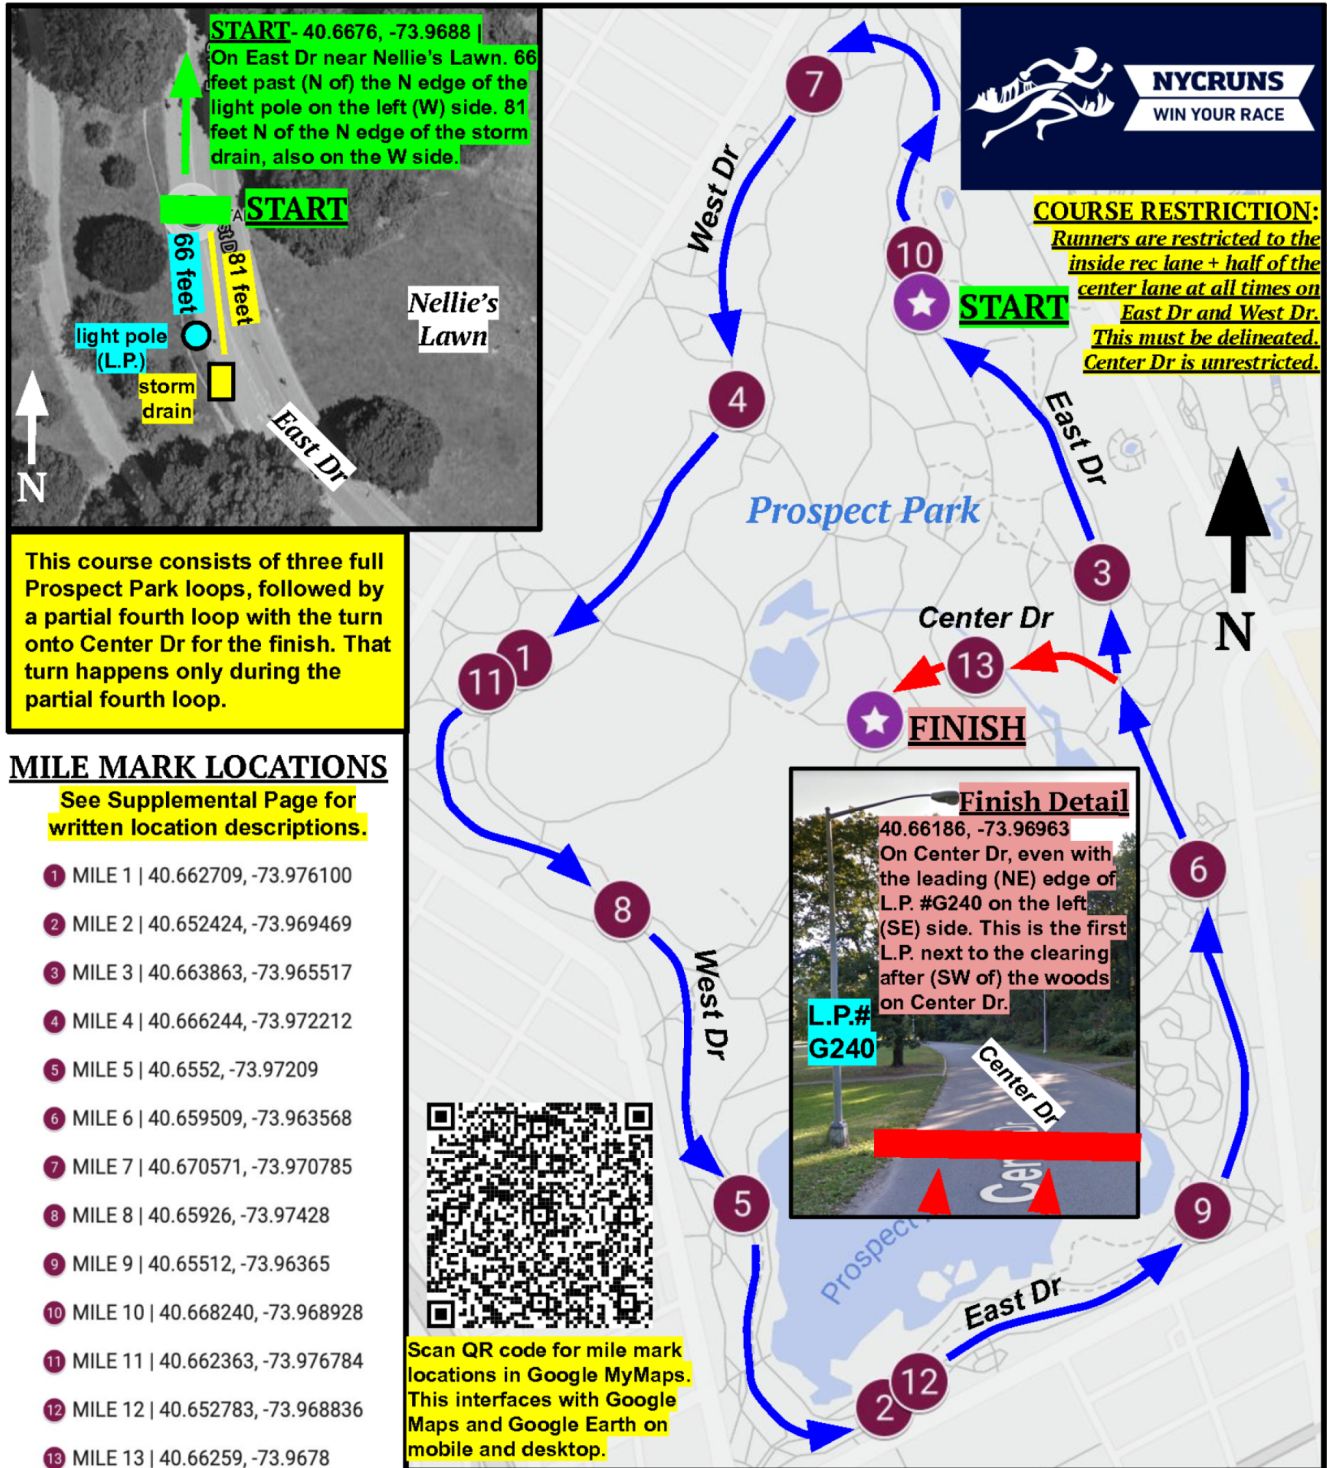 START- 40.6676, -73.9688 |
On East Dr near Nellie's Lawn. 66
feet past (N of) the N edge of the
light pole on the left (W) side. 81
feet N of the N edge of the storm
drain, also on the W side.
START
66 feet
81 feet
light pole
(L.P.)
storm
drain
Nellie's
Lawn
East Dr
N
NYCRUNS
WIN YOUR RACE
COURSE RESTRICTION:
Runners are restricted to the
inside rec lane + half of the
center lane at all times on
East Dr and West Dr.
This must be delineated.
Center Dr is unrestricted.
This course consists of three full
Prospect Park loops, followed by
a partial fourth loop with the turn
onto Center Dr for the finish. That
turn happens only during the
partial fourth loop.
MILE MARK LOCATIONS
See Supplemental Page for
written location descriptions.
1 MILE 1 | 40.662709, -73.976100
2 MILE 2 | 40.652424, -73.969469
3 MILE 3 | 40.663863, -73.965517
4 MILE 4 | 40.666244, -73.972212
5 MILE 5 | 40.6552, -73.97209
6 MILE 6 | 40.659509, -73.963568
7 MILE 7 | 40.670571, -73.970785
8 MILE 8 | 40.65926, -73.97428
9 MILE 9 | 40.65512, -73.96365
10 MILE 10 | 40.668240, -73.968928
11 MILE 11 | 40.662363, -73.976784
12 MILE 12 | 40.652783, -73.968836
13 MILE 13 | 40.66259, -73.9678
7
West Dr
10
START
4
East Dr
Prospect Park
3
N
Center Dr
13
11
1
FINISH
6
8
West Dr
Finish Detail
40.66186, -73.96963
On Center Dr, even with
the leading (NE) edge of
L.P. #G240 on the left
(SE) side. This is the first
L.P. next to the clearing
after (SW of) the woods
on Center Dr.
L.P.#
G240
Center Dr
5
9
Prospect
East Dr
12
2
Scan QR code for mile mark
locations in Google MyMaps.
This interfaces with Google
Maps and Google Earth on
mobile and desktop.